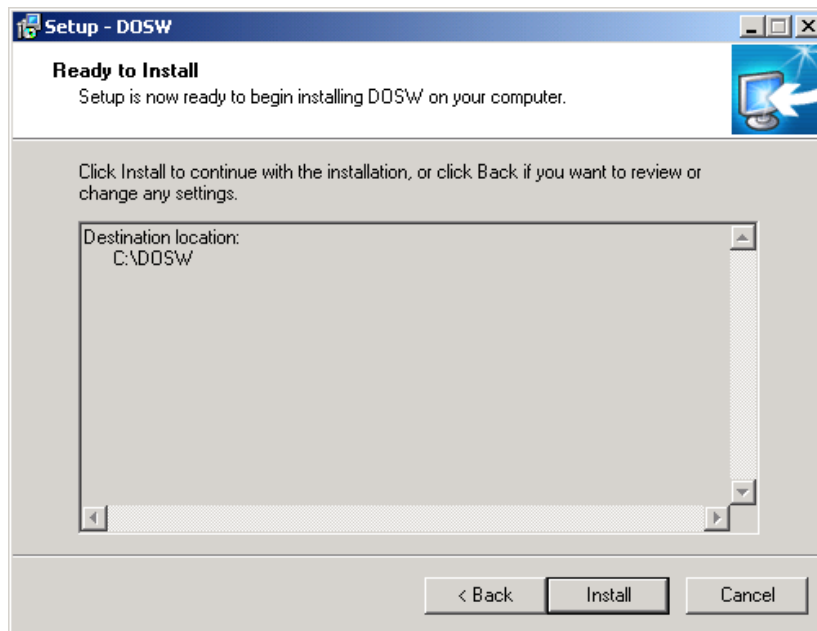 Setup - DOSW
Ready to Install
Setup is now ready to begin installing DOSW on your computer.
Click Install to continue with the installation, or click Back if you want to review or
change any settings.
Destination location:
C:\DOSW
< Back
Install
Cancel